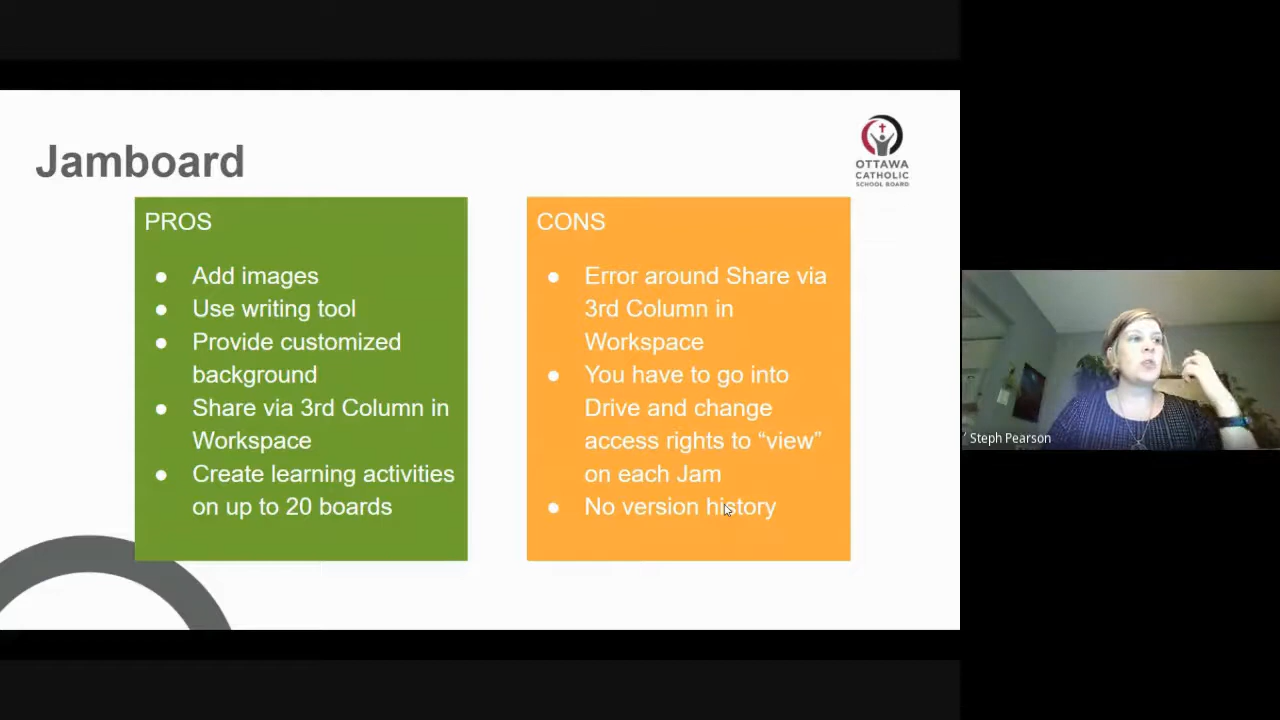 Jamboard
OTTAWA
CATHOLIC
SCHOOL BOARD
PROS
● Add images
● Use writing tool
● Provide customized
background
● Share via 3rd Column in
Workspace
● Create learning activities
on up to 20 boards
CONS
● Error around Share via
3rd Column in
Workspace
● You have to go into
Drive and change
access rights to “view”
on each Jam
● No version history
Steph Pearson